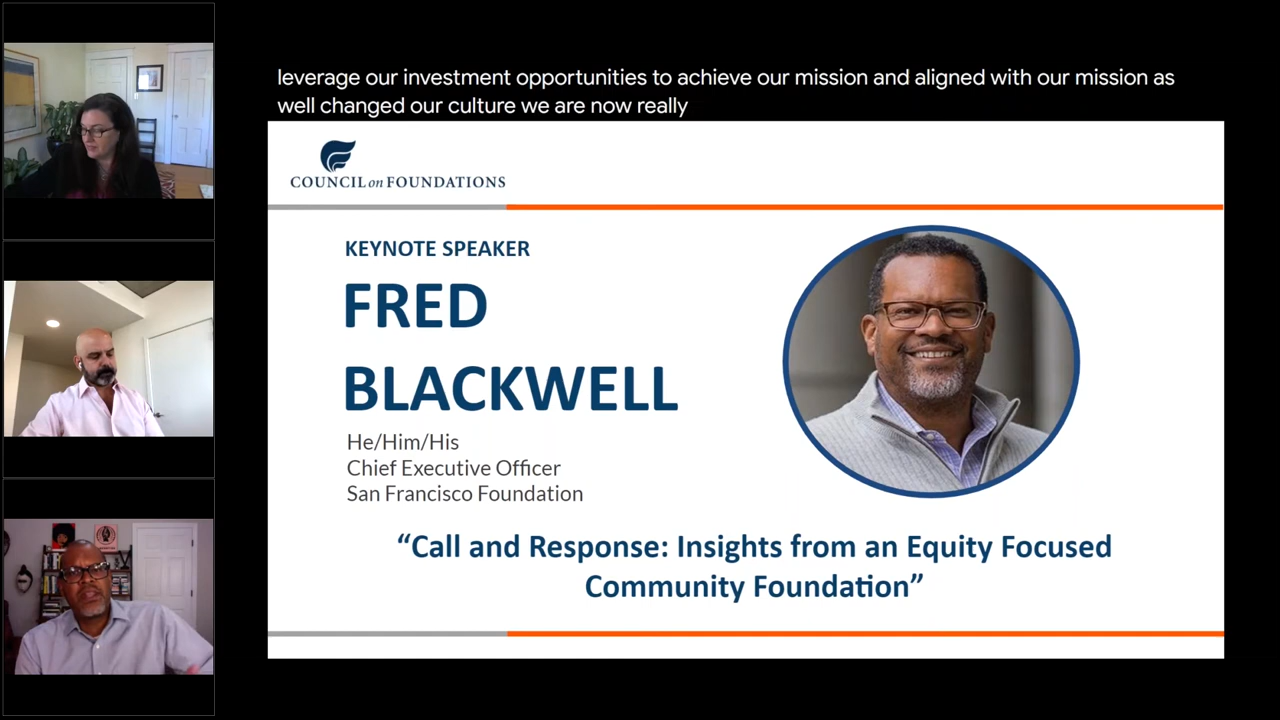 leverage our investment opportunities to achieve our mission and aligned with our mission as
well changed our culture we are now really
COUNCIL on FOUNDATIONS
KEYNOTE SPEAKER
FRED
BLACKWELL
He/Him/His
Chief Executive Officer
San Francisco Foundation
“Call and Response: Insights from an Equity Focused
Community Foundation”